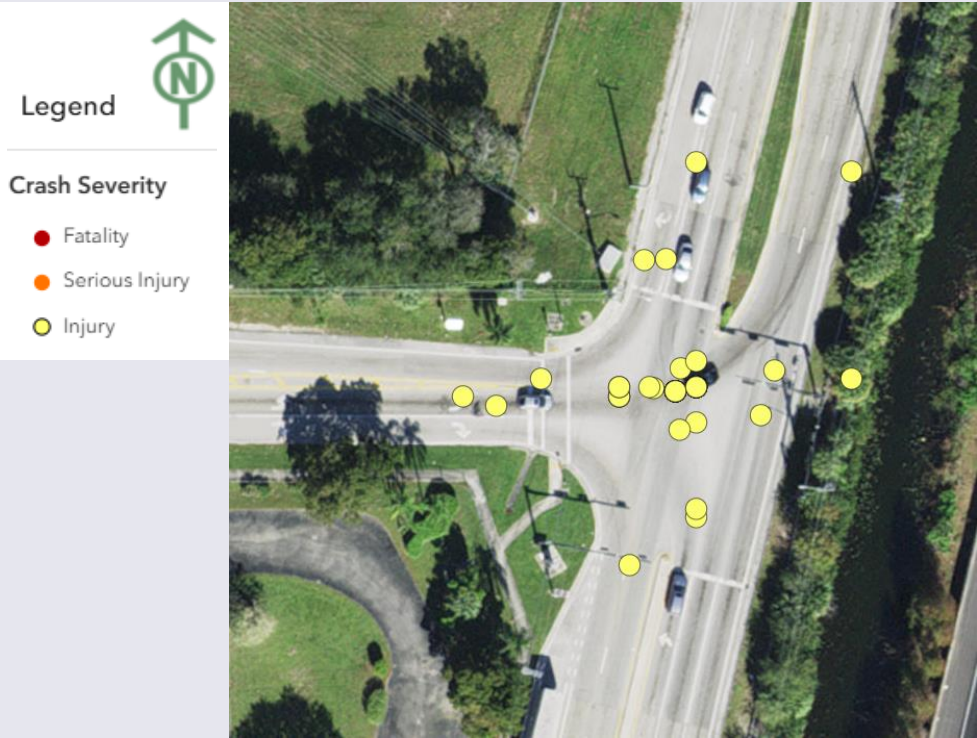 N
Legend
Crash Severity
Fatality
Serious Injury
Injury